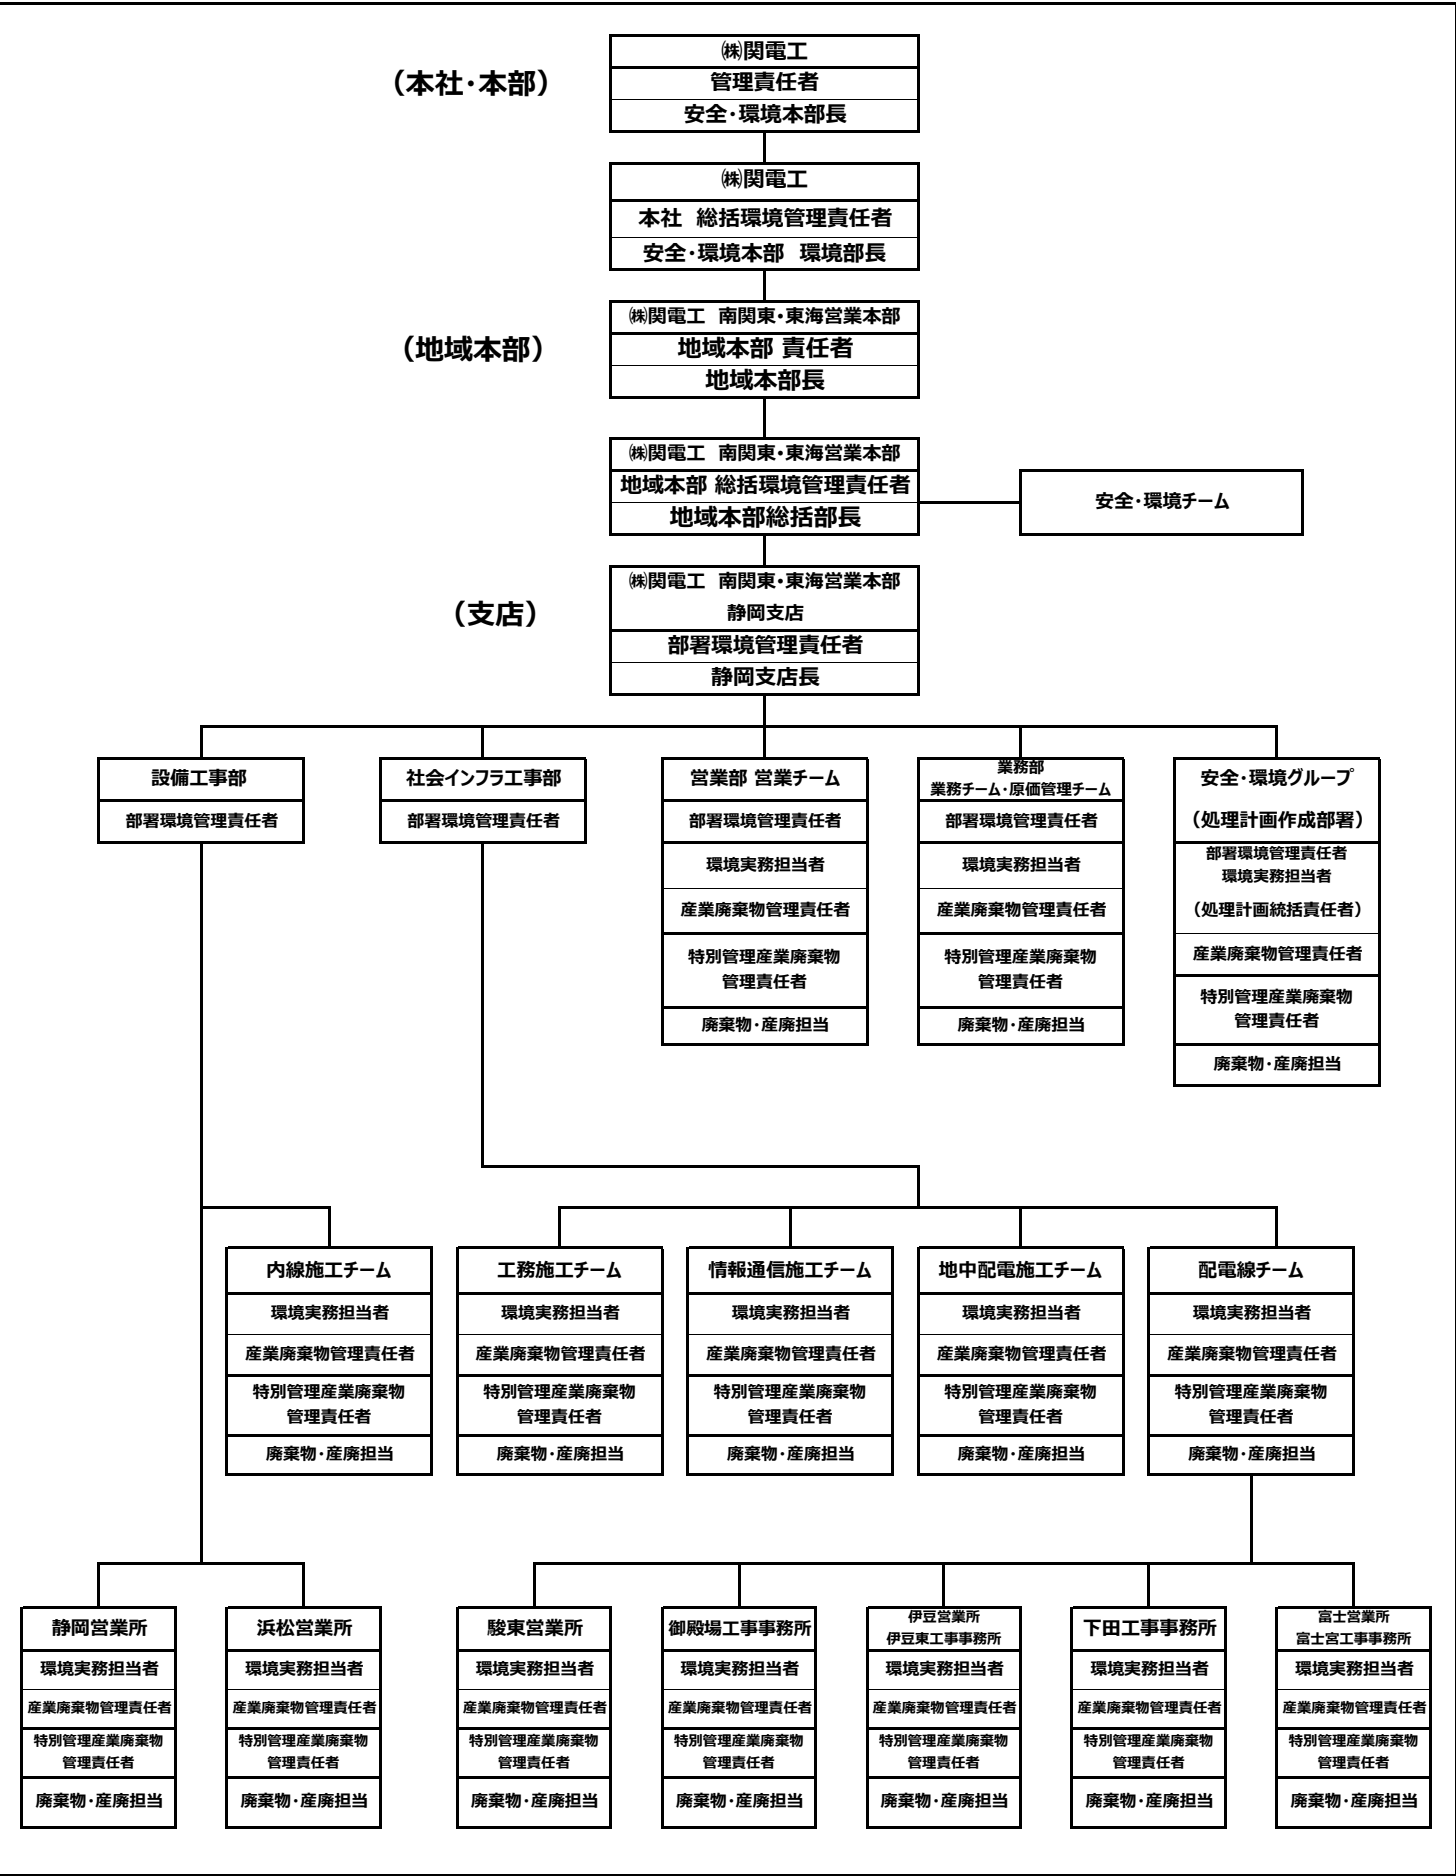 （本社・本部）
㈱関電工
管理責任者
安全・環境本部長
㈱関電工
本社 総括環境管理責任者
安全・環境本部 環境部長
（地域本部）
㈱関電工 南関東・東海営業本部
地域本部 責任者
地域本部長
㈱関電工 南関東・東海営業本部
地域本部 総括環境管理責任者
地域本部総括部長
安全・環境チーム
（支店）
㈱関電工 南関東・東海営業本部
静岡支店
部署環境管理責任者
静岡支店長
設備工事部
部署環境管理責任者
社会インフラ工事部
部署環境管理責任者
営業部 営業チーム
部署環境管理責任者
環境実務担当者
産業廃棄物管理責任者
特別管理産業廃棄物
管理責任者
廃棄物・産廃担当
業務部
業務チーム・原価管理チーム
部署環境管理責任者
環境実務担当者
産業廃棄物管理責任者
特別管理産業廃棄物
管理責任者
廃棄物・産廃担当
安全・環境グループ
（処理計画作成部署）
部署環境管理責任者
環境実務担当者
（処理計画統括責任者）
産業廃棄物管理責任者
特別管理産業廃棄物
管理責任者
廃棄物・産廃担当
内線施工チーム
環境実務担当者
産業廃棄物管理責任者
特別管理産業廃棄物
管理責任者
廃棄物・産廃担当
工務施工チーム
環境実務担当者
産業廃棄物管理責任者
特別管理産業廃棄物
管理責任者
廃棄物・産廃担当
情報通信施工チーム
環境実務担当者
産業廃棄物管理責任者
特別管理産業廃棄物
管理責任者
廃棄物・産廃担当
地中配電施工チーム
環境実務担当者
産業廃棄物管理責任者
特別管理産業廃棄物
管理責任者
廃棄物・産廃担当
配電線チーム
環境実務担当者
産業廃棄物管理責任者
特別管理産業廃棄物
管理責任者
廃棄物・産廃担当
静岡営業所
環境実務担当者
産業廃棄物管理責任者
特別管理産業廃棄物
管理責任者
廃棄物・産廃担当
浜松営業所
環境実務担当者
産業廃棄物管理責任者
特別管理産業廃棄物
管理責任者
廃棄物・産廃担当
駿東営業所
環境実務担当者
産業廃棄物管理責任者
特別管理産業廃棄物
管理責任者
廃棄物・産廃担当
御殿場工事事務所
環境実務担当者
産業廃棄物管理責任者
特別管理産業廃棄物
管理責任者
廃棄物・産廃担当
伊豆営業所
伊豆東工事事務所
環境実務担当者
産業廃棄物管理責任者
特別管理産業廃棄物
管理責任者
廃棄物・産廃担当
下田工事事務所
環境実務担当者
産業廃棄物管理責任者
特別管理産業廃棄物
管理責任者
廃棄物・産廃担当
富士営業所
富士宮工事事務所
環境実務担当者
産業廃棄物管理責任者
特別管理産業廃棄物
管理責任者
廃棄物・産廃担当